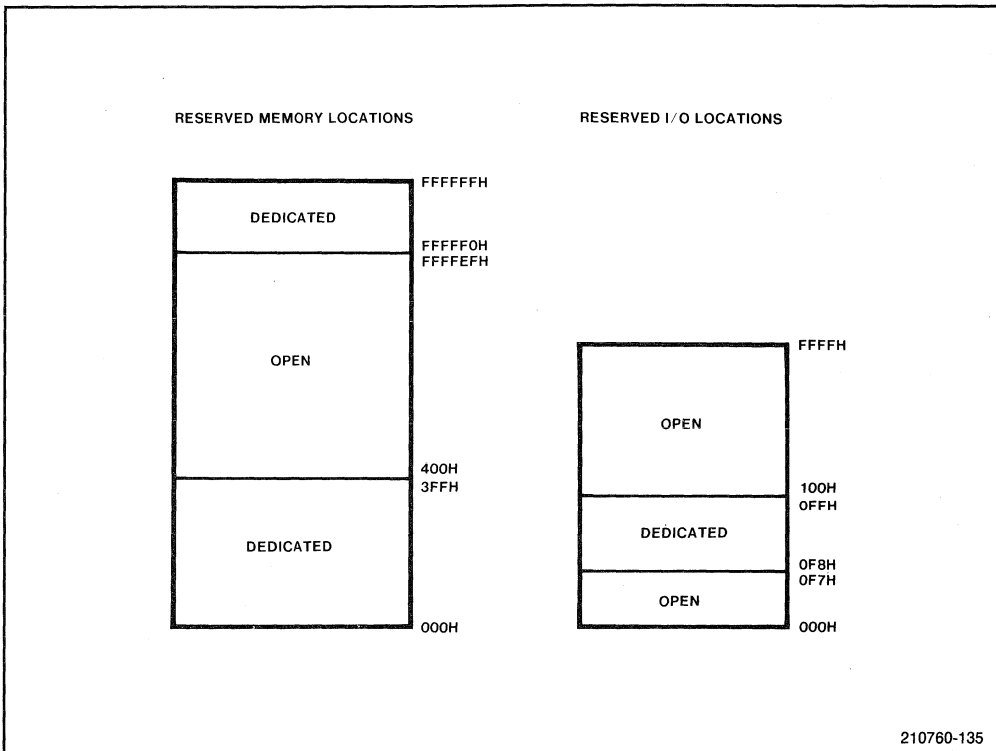 RESERVED MEMORY LOCATIONS
FFFFFFH
DEDICATED
FFFFF0H
FFFFEFH
OPEN
400H
3FFH
DEDICATED
000H
RESERVED I/O LOCATIONS
FFFFH
OPEN
100H
0FFH
DEDICATED
0F8H
0F7H
OPEN
000H
210760-135